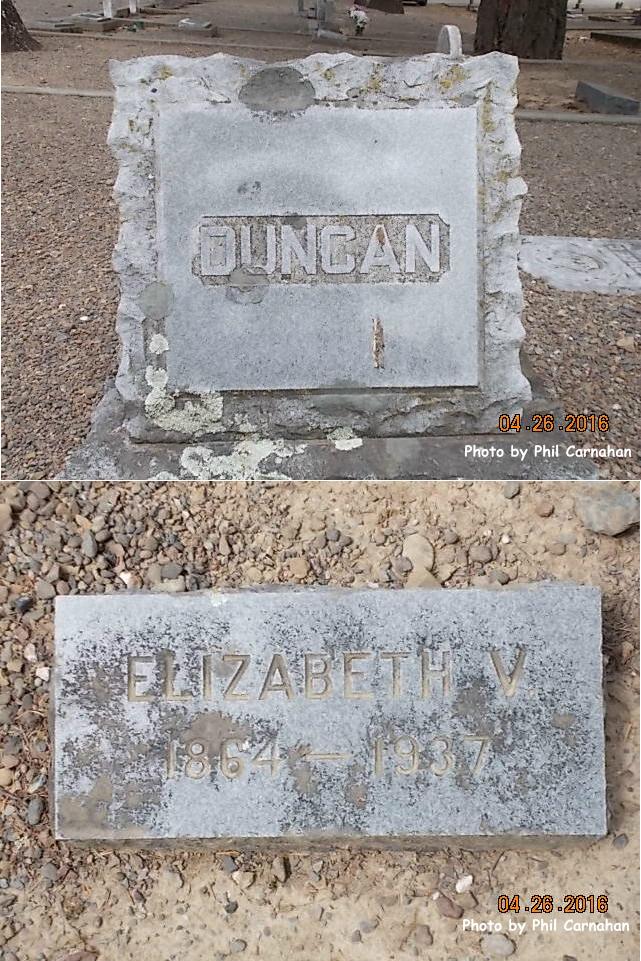 DUNCAN
04.26.2016
Photo by Phil Carnahan
ELIZABETH V.
1864 — 1937
04.26.2016
Photo by Phil Carnahan